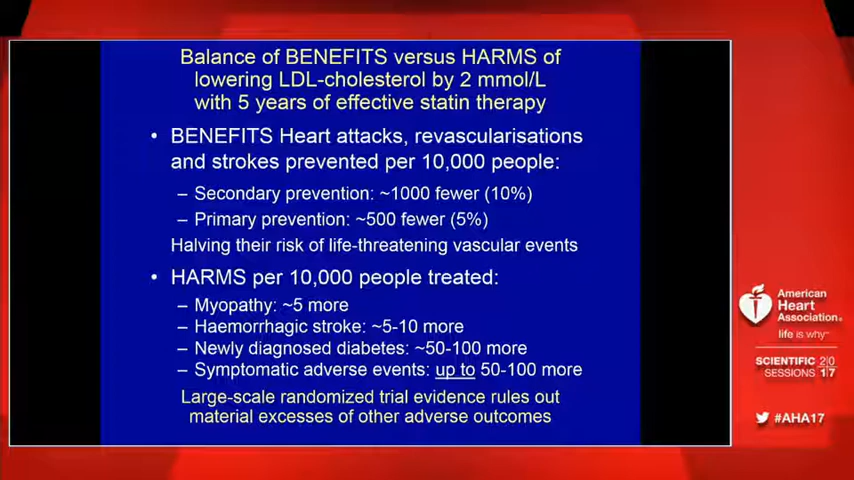 Balance of BENEFITS versus HARMS of
lowering LDL-cholesterol by 2 mmol/L
with 5 years of effective statin therapy
• BENEFITS Heart attacks, revascularisations
and strokes prevented per 10,000 people:
– Secondary prevention: ~1000 fewer (10%)
– Primary prevention: ~500 fewer (5%)
Halving their risk of life-threatening vascular events
• HARMS per 10,000 people treated:
– Myopathy: ~5 more
– Haemorrhagic stroke: ~5-10 more
– Newly diagnosed diabetes: ~50-100 more
– Symptomatic adverse events: up to 50-100 more
Large-scale randomized trial evidence rules out
material excesses of other adverse outcomes
American
Heart
Association®
life is why™
SCIENTIFIC 20
SESSIONS 17
#AHA17